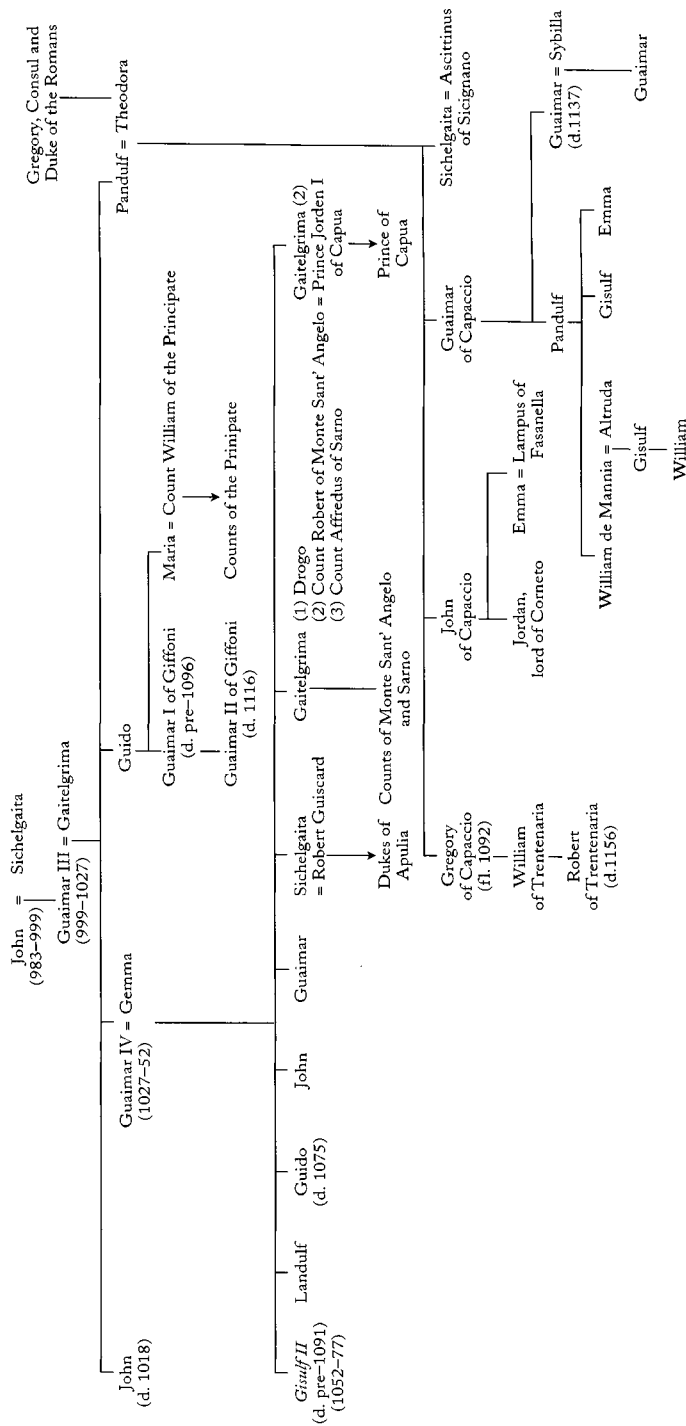 John = Sichelgaita
(983–999)
Guaimar III = Gaitelgrima
(999–1027)
Gregory, Consul and
Duke of the Romans
John
(d. 1018)
Guaimar IV = Gemma
(1027–52)
Guido
Pandulf = Theodora
Guaimar I of Giffoni
(d. pre–1096)
Maria = Count William of the Principate
Guaimar II of Giffoni
(d. 1116)
Counts of the Prinipate
Gisulf II
(d. pre–1091)
(1052–77)
Landulf
Guido
(d. 1075)
John
Guaimar
Sichelgaita
= Robert Guiscard
Gaitelgrima (1) Drogo
(2) Count Robert of Monte Sant' Angelo
(3) Count Affredus of Sarno
Gaitelgrima (2)
= Prince Jorden I
of Capua
Dukes of
Apulia
Counts of Monte Sant' Angelo
and Sarno
Prince of
Capua
Gregory
of Capaccio
(fl. 1092)
John
of Capaccio
Guaimar
of Capaccio
Sichelgaita = Ascittinus
of Sicignano
William
of Trentenaria
Jordan,
lord of Corneto
Emma = Lampus of
Fasanella
Pandulf
Guaimar = Sybilla
(d.1137)
Robert
of Trentenaria
(d.1156)
William de Mannia = Altruda
Gisulf
Emma
Guaimar
Gisulf
William